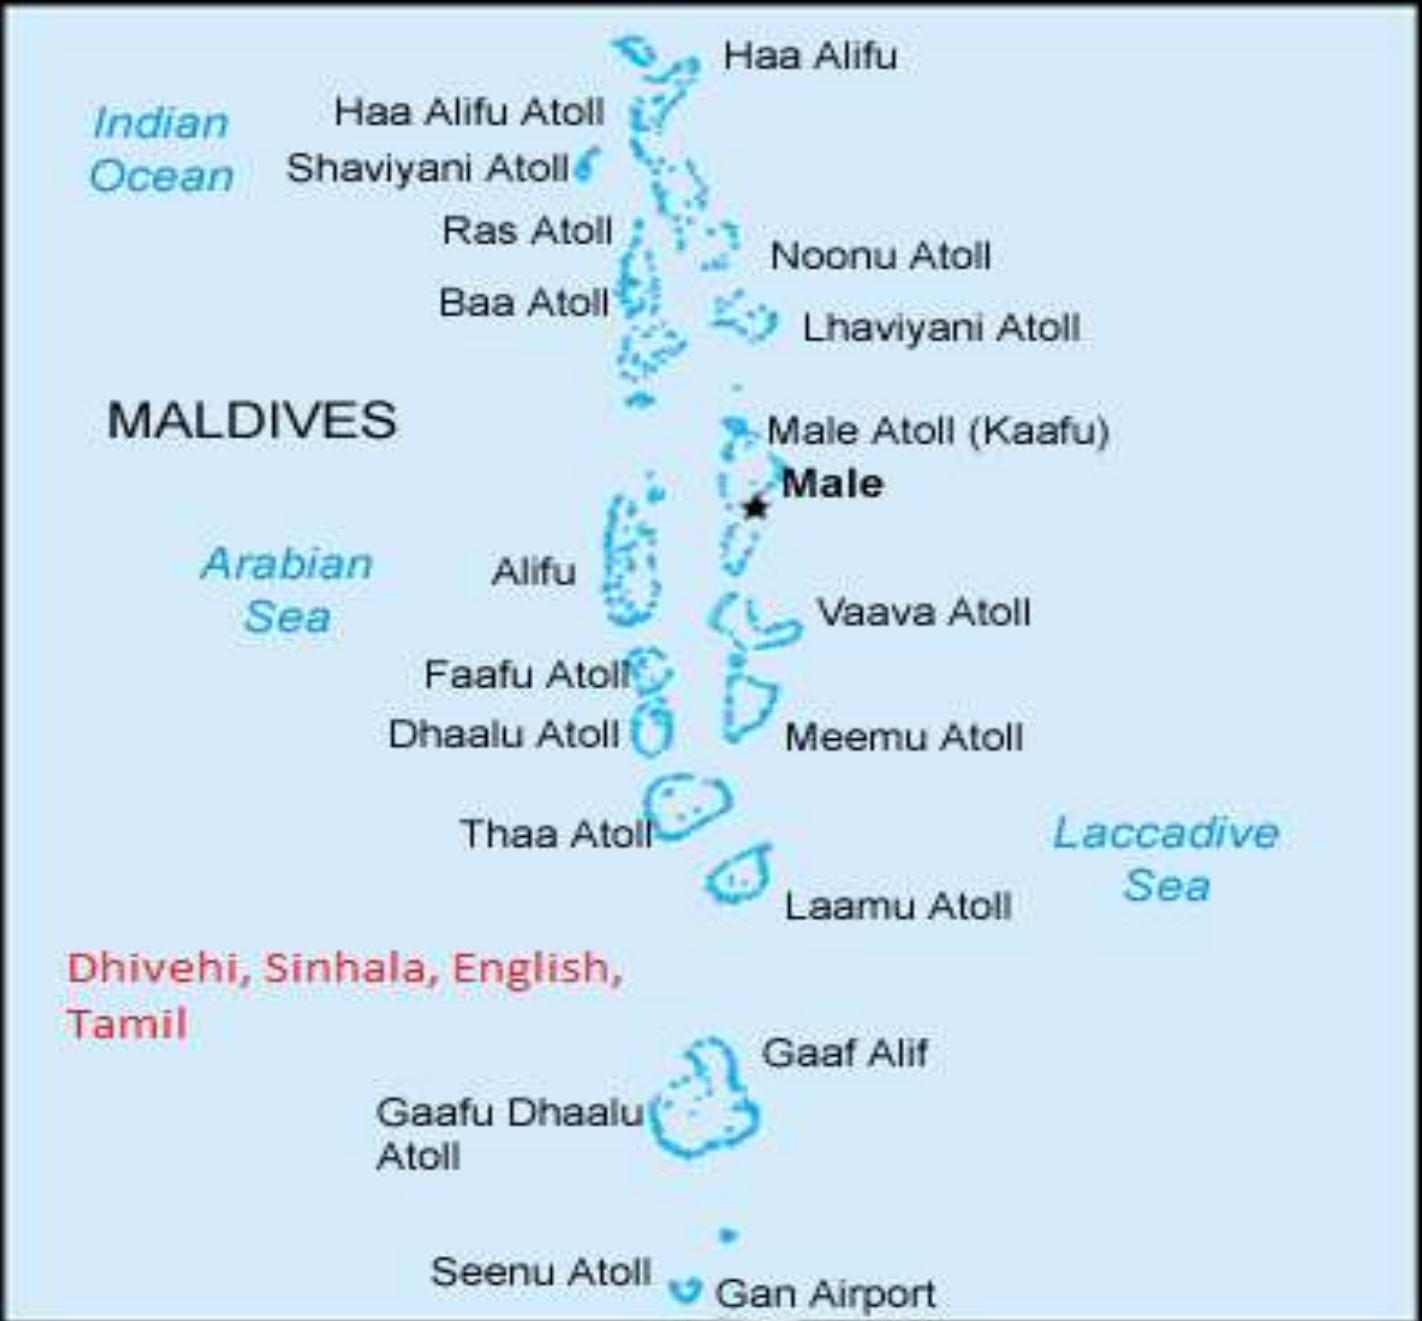 Haa Alifu
Haa Alifu Atoll
Indian
Ocean
Shaviyani Atoll
Ras Atoll
Noonu Atoll
Baa Atoll
Lhaviyani Atoll
MALDIVES
Male Atoll (Kaafu)
Male
Arabian
Sea
Alifu
Vaava Atoll
Faafu Atoll
Dhaalu Atoll
Meemu Atoll
Thaa Atoll
Laccadive
Sea
Laamu Atoll
Dhivehi, Sinhala, English,
Tamil
Gaaf Alif
Gaafu Dhaalu
Atoll
Seenu Atoll
Gan Airport